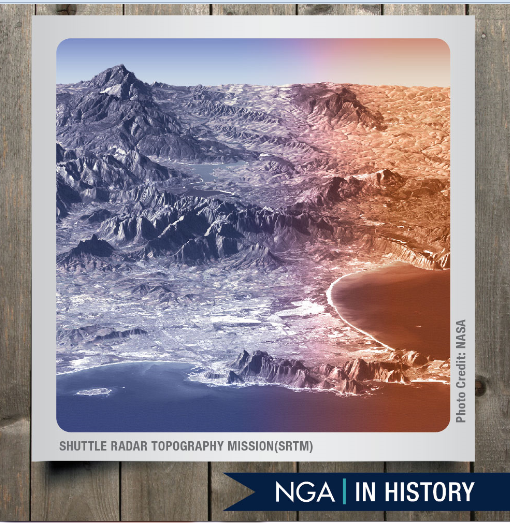 Photo Credit: NASA
SHUTTLE RADAR TOPOGRAPHY MISSION(SRTM)
NGA | IN HISTORY